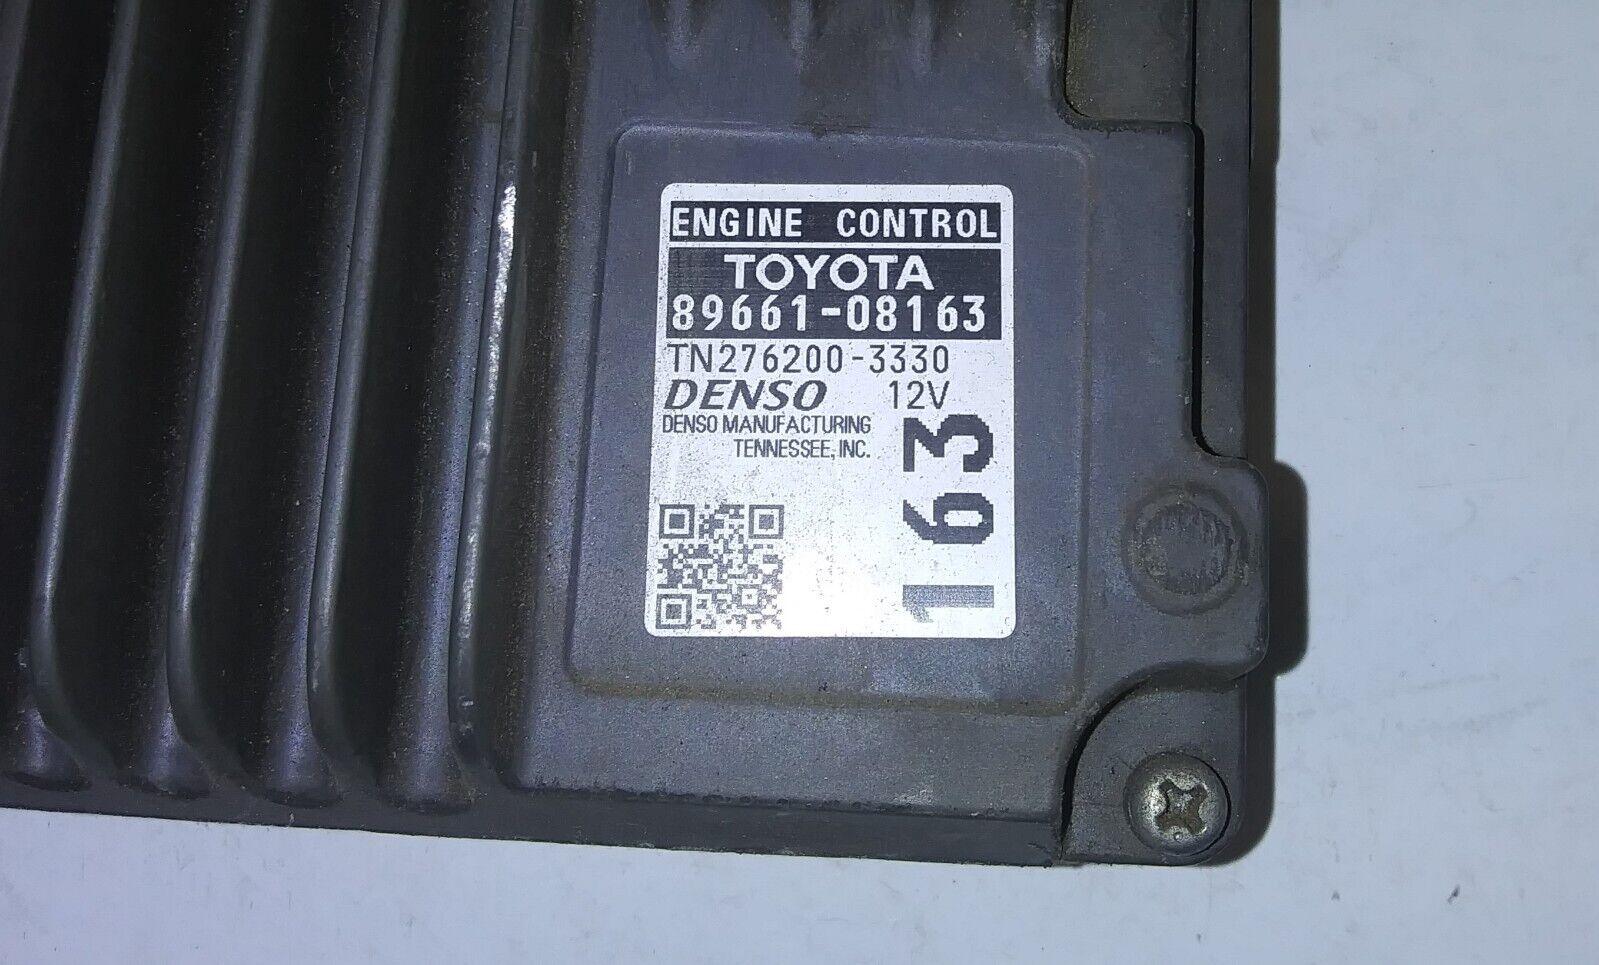 ENGINE CONTROL
TOYOTA
89661-08163
TN276200-3330
DENSO 12V
DENSO MANUFACTURING
TENNESSEE, INC.
163